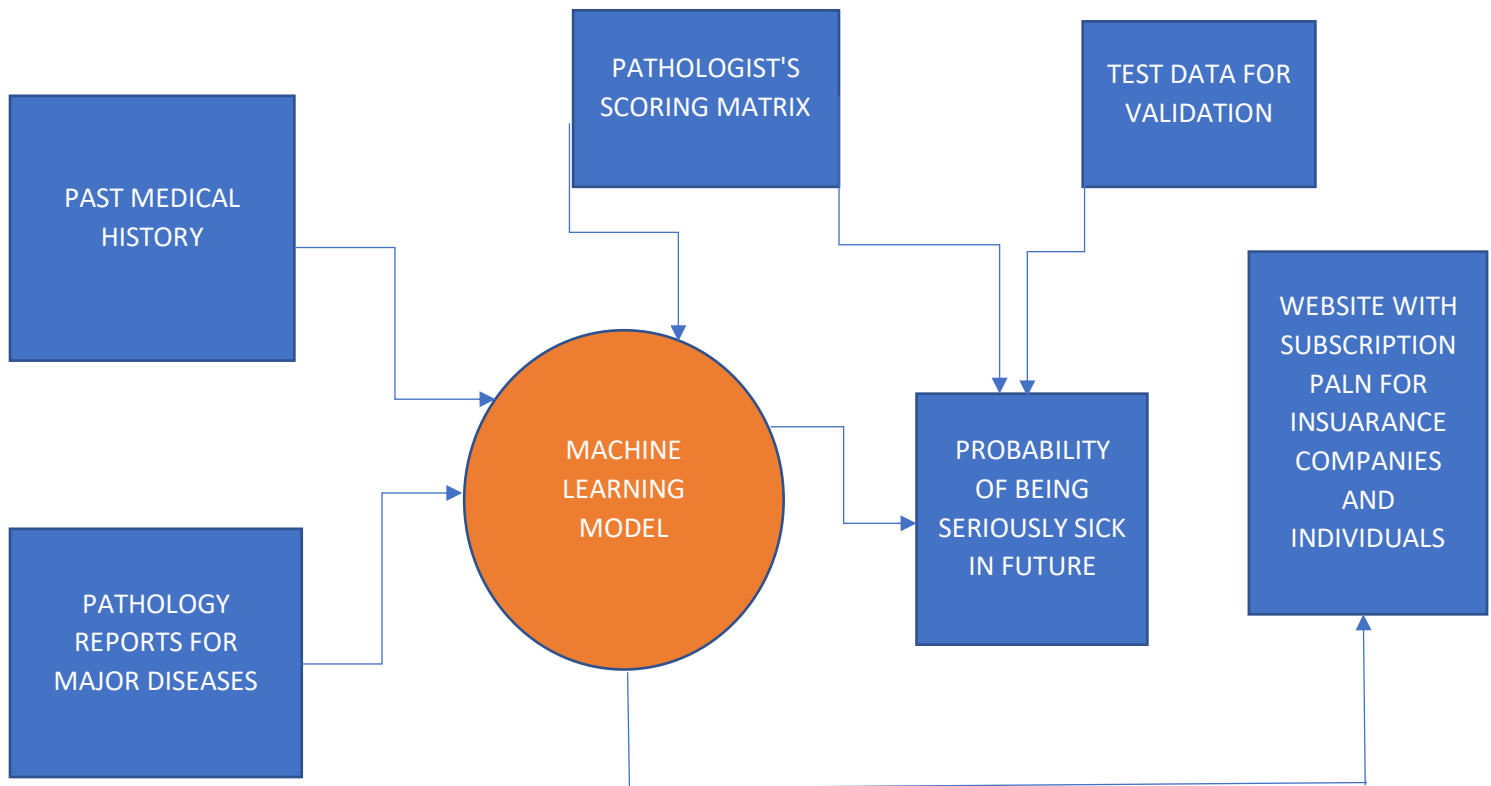 PATHOLOGIST'S
SCORING MATRIX
TEST DATA FOR
VALIDATION
PAST MEDICAL
HISTORY
WEBSITE WITH
SUBSCRIPTION
PALN FOR
INSUARANCE
COMPANIES
AND
INDIVIDUALS
MACHINE
LEARNING
MODEL
PROBABILITY
OF BEING
SERIOUSLY SICK
IN FUTURE
PATHOLOGY
REPORTS FOR
MAJOR DISEASES